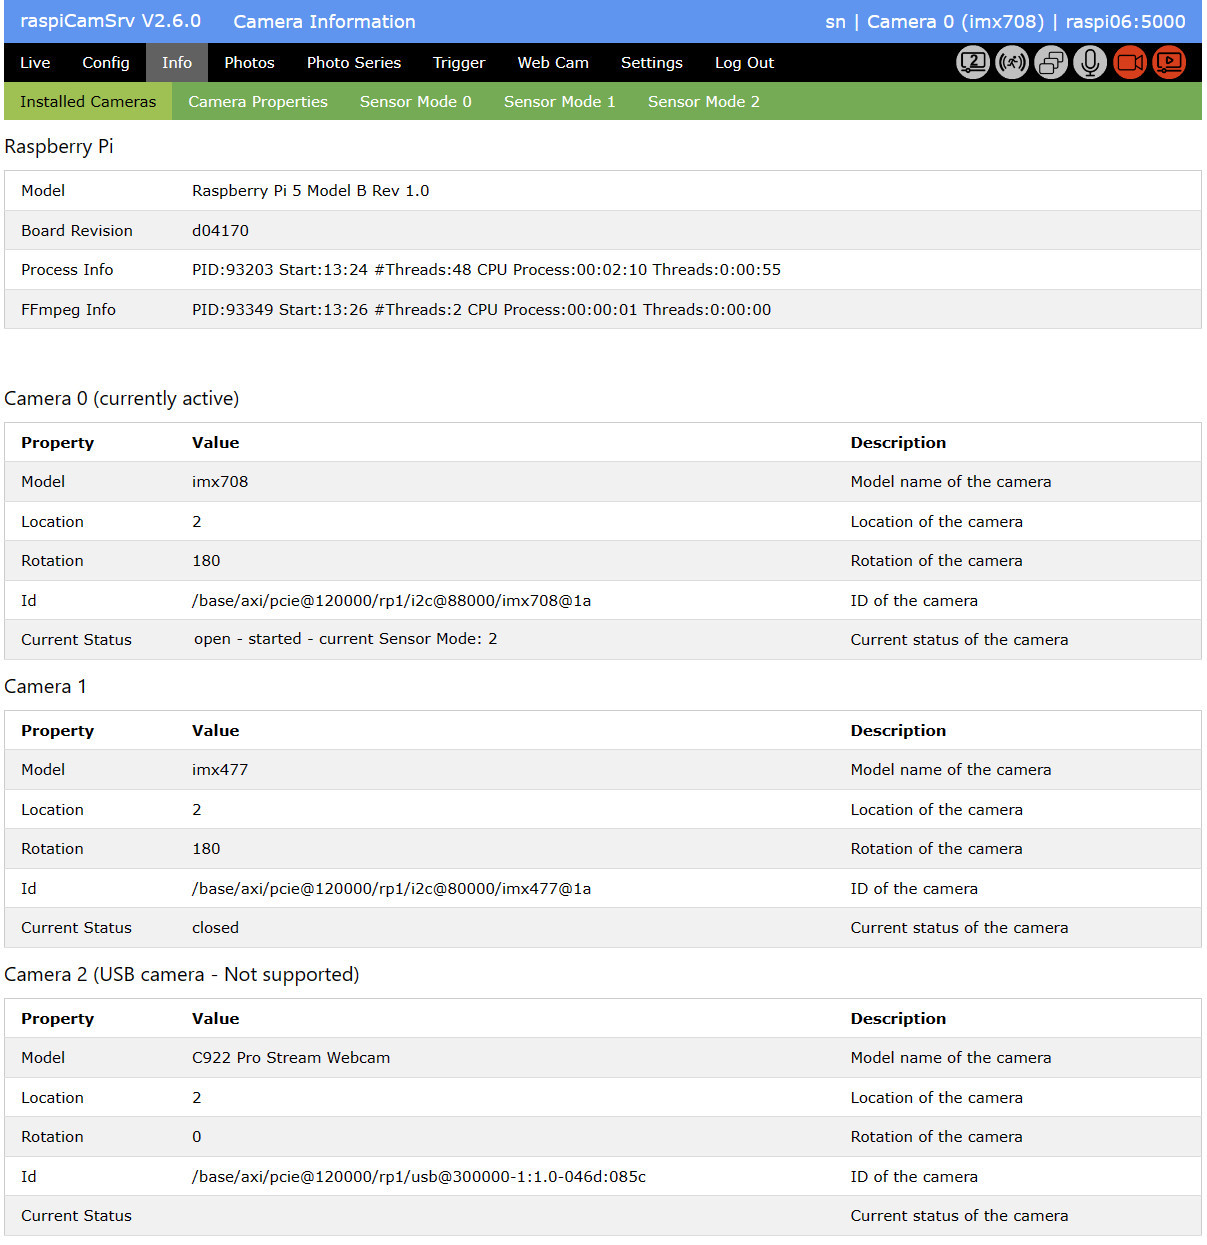 raspiCamSrv V2.6.0 Camera Information sn | Camera 0 (imx708) | raspi06:5000
Live Config Info Photos Photo Series Trigger Web Cam Settings Log Out 2
Installed Cameras Camera Properties Sensor Mode 0 Sensor Mode 1 Sensor Mode 2
Raspberry Pi
Model Raspberry Pi 5 Model B Rev 1.0
Board Revision d04170
Process Info PID:93203 Start:13:24 #Threads:48 CPU Process:00:02:10 Threads:0:00:55
FFmpeg Info PID:93349 Start:13:26 #Threads:2 CPU Process:00:00:01 Threads:0:00:00
Camera 0 (currently active)
Property Value Description
Model imx708 Model name of the camera
Location 2 Location of the camera
Rotation 180 Rotation of the camera
Id /base/axi/pcie@120000/rp1/i2c@88000/imx708@1a ID of the camera
Current Status open - started - current Sensor Mode: 2 Current status of the camera
Camera 1
Property Value Description
Model imx477 Model name of the camera
Location 2 Location of the camera
Rotation 180 Rotation of the camera
Id /base/axi/pcie@120000/rp1/i2c@80000/imx477@1a ID of the camera
Current Status closed Current status of the camera
Camera 2 (USB camera - Not supported)
Property Value Description
Model C922 Pro Stream Webcam Model name of the camera
Location 2 Location of the camera
Rotation 0 Rotation of the camera
Id /base/axi/pcie@120000/rp1/usb@300000-1:1.0-046d:085c ID of the camera
Current Status Current status of the camera